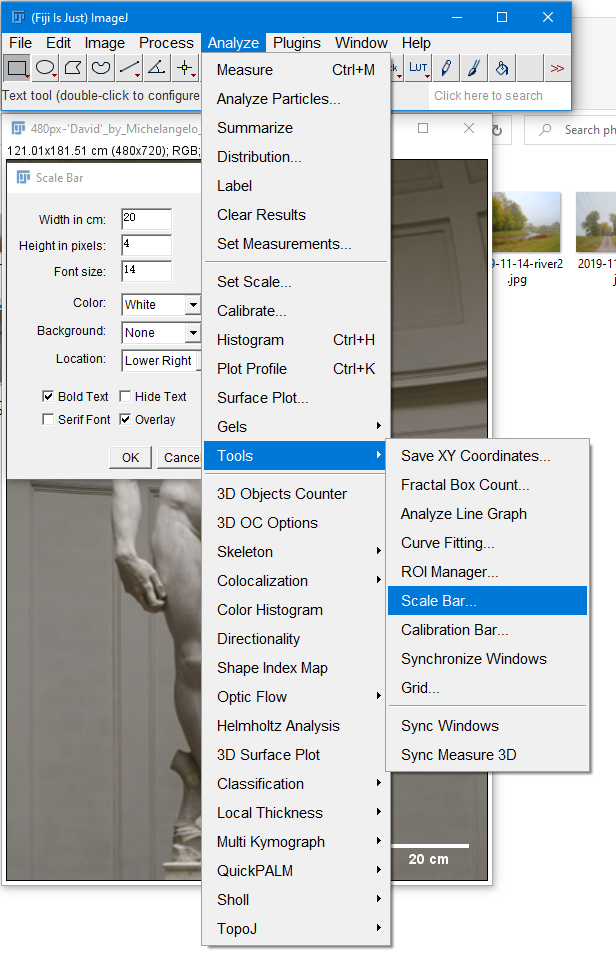 (Fiji Is Just) ImageJ
File Edit Image Process Analyze Plugins Window Help
LUT
>>
Text tool (double-click to configure
Click here to search
480px-'David'_by_Michelangelo_
121.01x181.51 cm (480x720); RGB;
Search ph
Scale Bar
Width in cm: 20
Height in pixels: 4
Font size: 14
Color: White
Background: None
Location: Lower Right
Bold Text Hide Text
Serif Font Overlay
OK Cance
Measure Ctrl+M
Analyze Particles...
Summarize
Distribution...
Label
Clear Results
Set Measurements...
Set Scale...
Calibrate...
Histogram Ctrl+H
Plot Profile Ctrl+K
Surface Plot...
Gels
Tools
3D Objects Counter
3D OC Options
Skeleton
Colocalization
Color Histogram
Directionality
Shape Index Map
Optic Flow
Helmholtz Analysis
3D Surface Plot
Classification
Local Thickness
Multi Kymograph
QuickPALM
Sholl
TopoJ
Save XY Coordinates...
Fractal Box Count...
Analyze Line Graph
Curve Fitting...
ROI Manager...
Scale Bar...
Calibration Bar...
Synchronize Windows
Grid...
Sync Windows
Sync Measure 3D
9-11-14-river2
.jpg
2019-11
20 cm